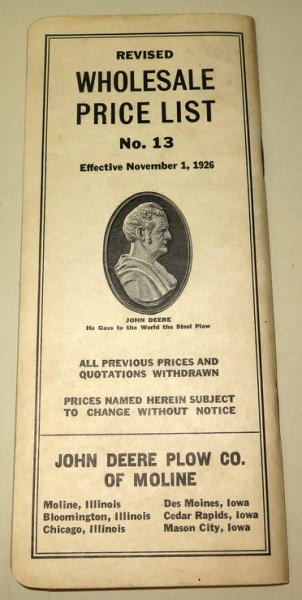 REVISED
WHOLESALE
PRICE LIST
No. 13
Effective November 1, 1926
JOHN DEERE
He Gave to the World the Steel Plow
ALL PREVIOUS PRICES AND
QUOTATIONS WITHDRAWN
PRICES NAMED HEREIN SUBJECT
TO CHANGE WITHOUT NOTICE
JOHN DEERE PLOW CO.
OF MOLINE
Moline, Illinois
Bloomington, Illinois
Chicago, Illinois
Des Moines, Iowa
Cedar Rapids, Iowa
Mason City, Iowa